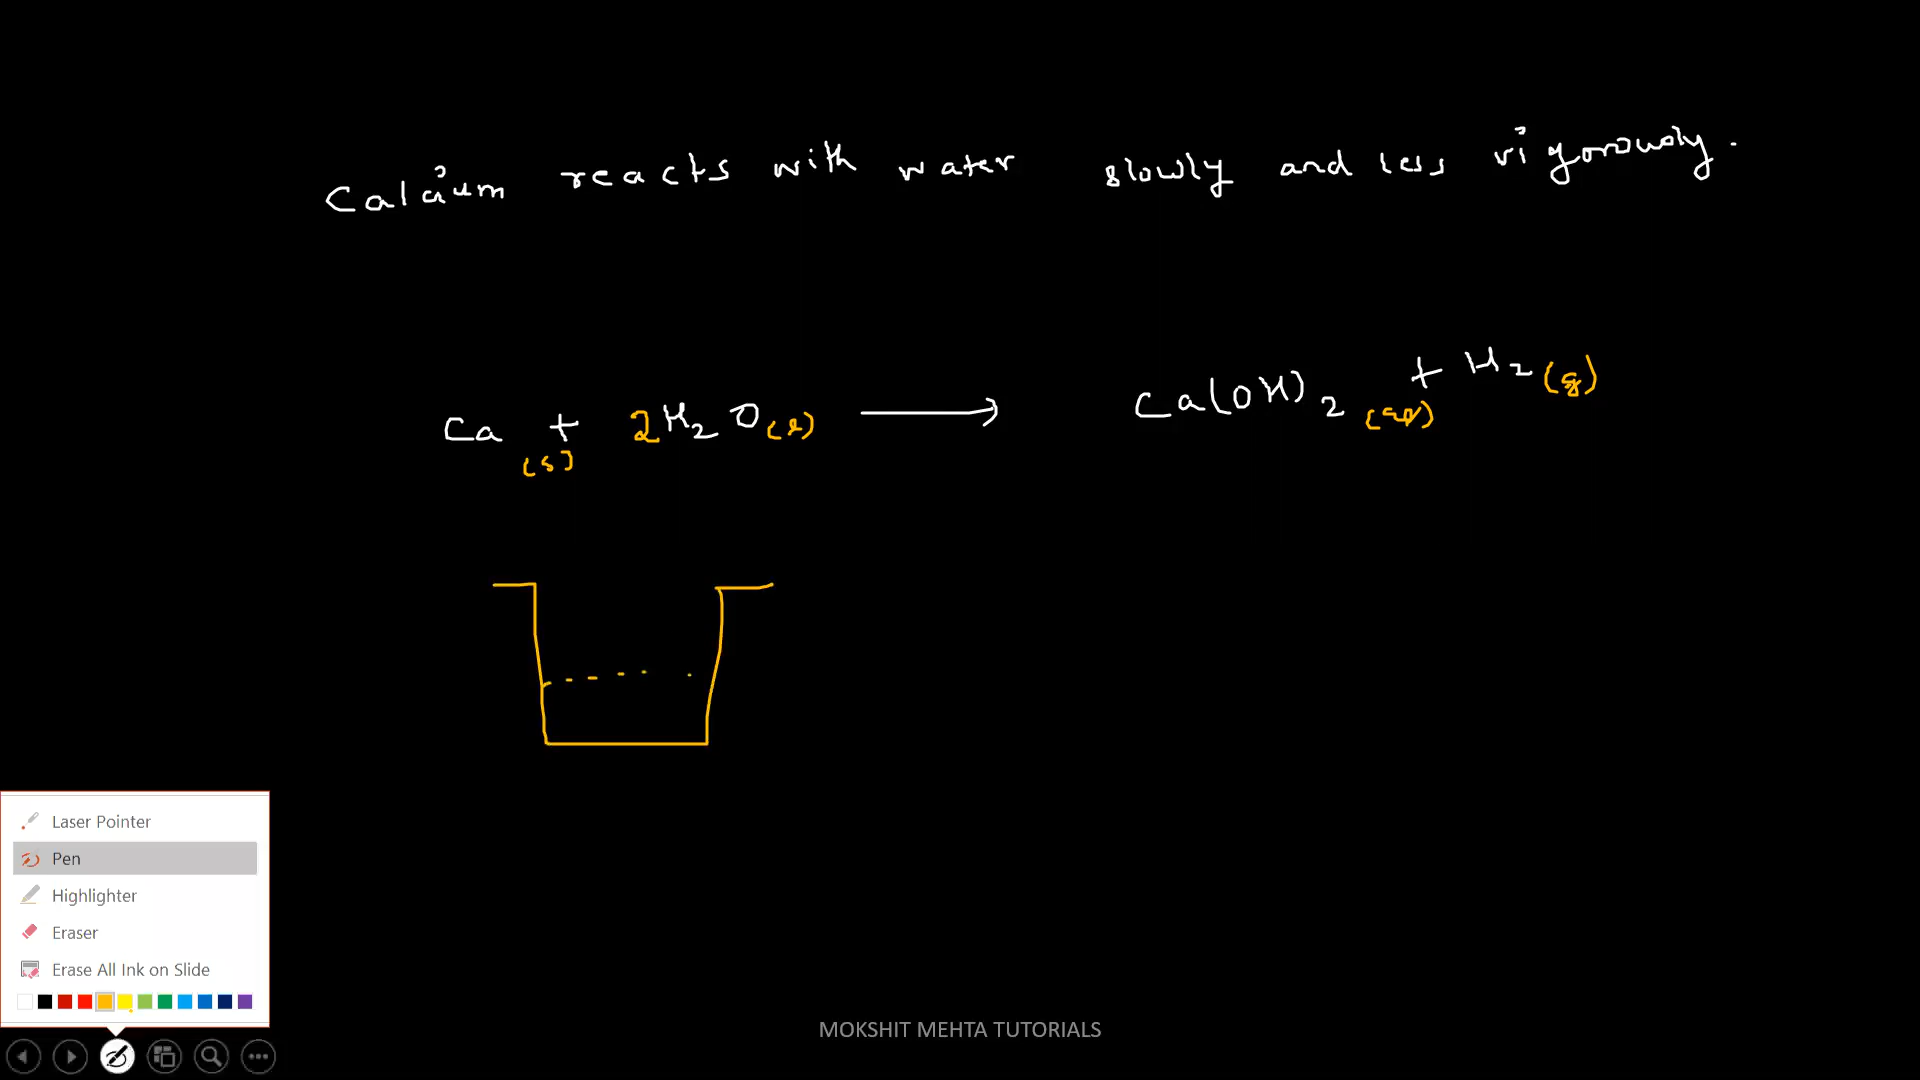 Calcium reacts with water slowly and less vigorously.
Ca (s) + 2H2O(l) ⟶ Ca(OH)2 (aq) + H2(g)
Laser Pointer
Pen
Highlighter
Eraser
Erase All Ink on Slide
MOKSHIT MEHTA TUTORIALS